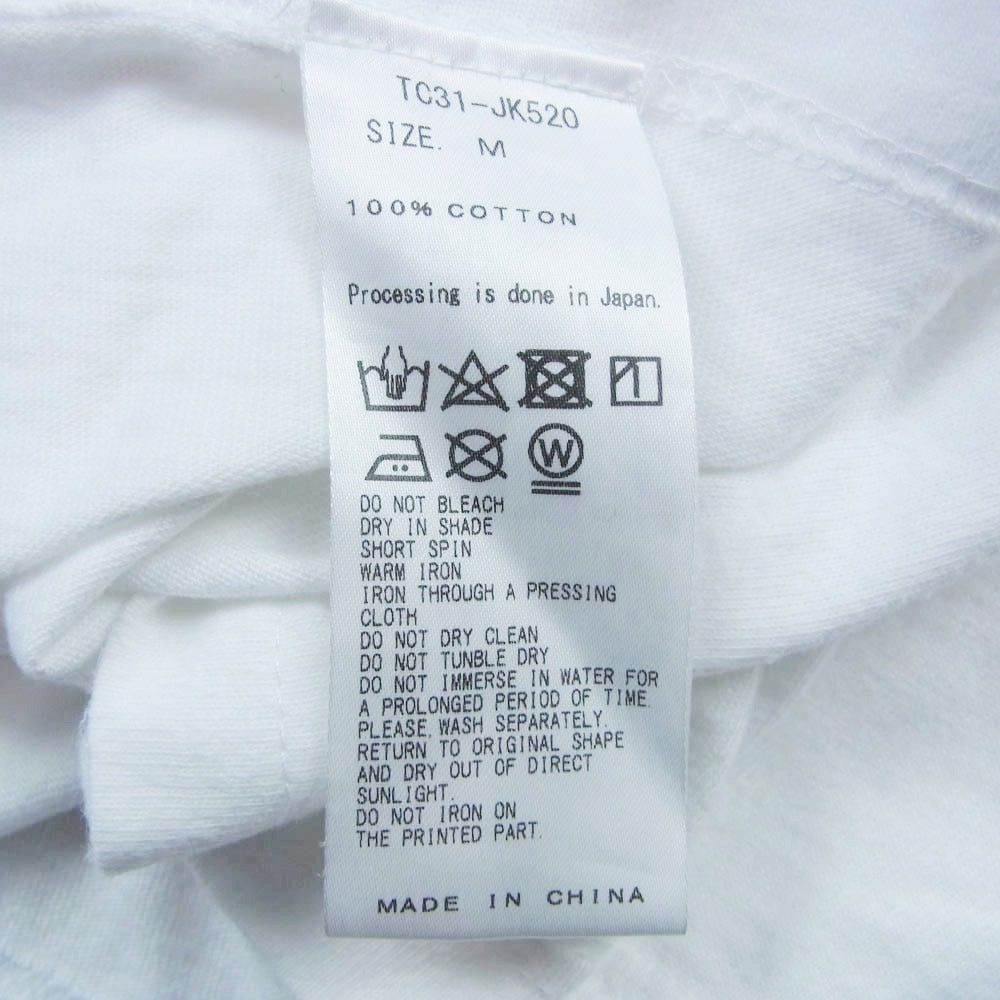 TC31-JK520
SIZE. M
100% COTTON
Processing is done in Japan.
W
DO NOT BLEACH
DRY IN SHADE
SHORT SPIN
WARM IRON
IRON THROUGH A PRESSING
CLOTH
DO NOT DRY CLEAN
DO NOT TUNBLE DRY
DO NOT IMMERSE IN WATER FOR
A PROLONGED PERIOD OF TIME.
PLEASE.WASH SEPARATELY.
RETURN TO ORIGINAL SHAPE
AND DRY OUT OF DIRECT
SUNLIGHT.
DO NOT IRON ON
THE PRINTED PART.
MADE IN CHINA